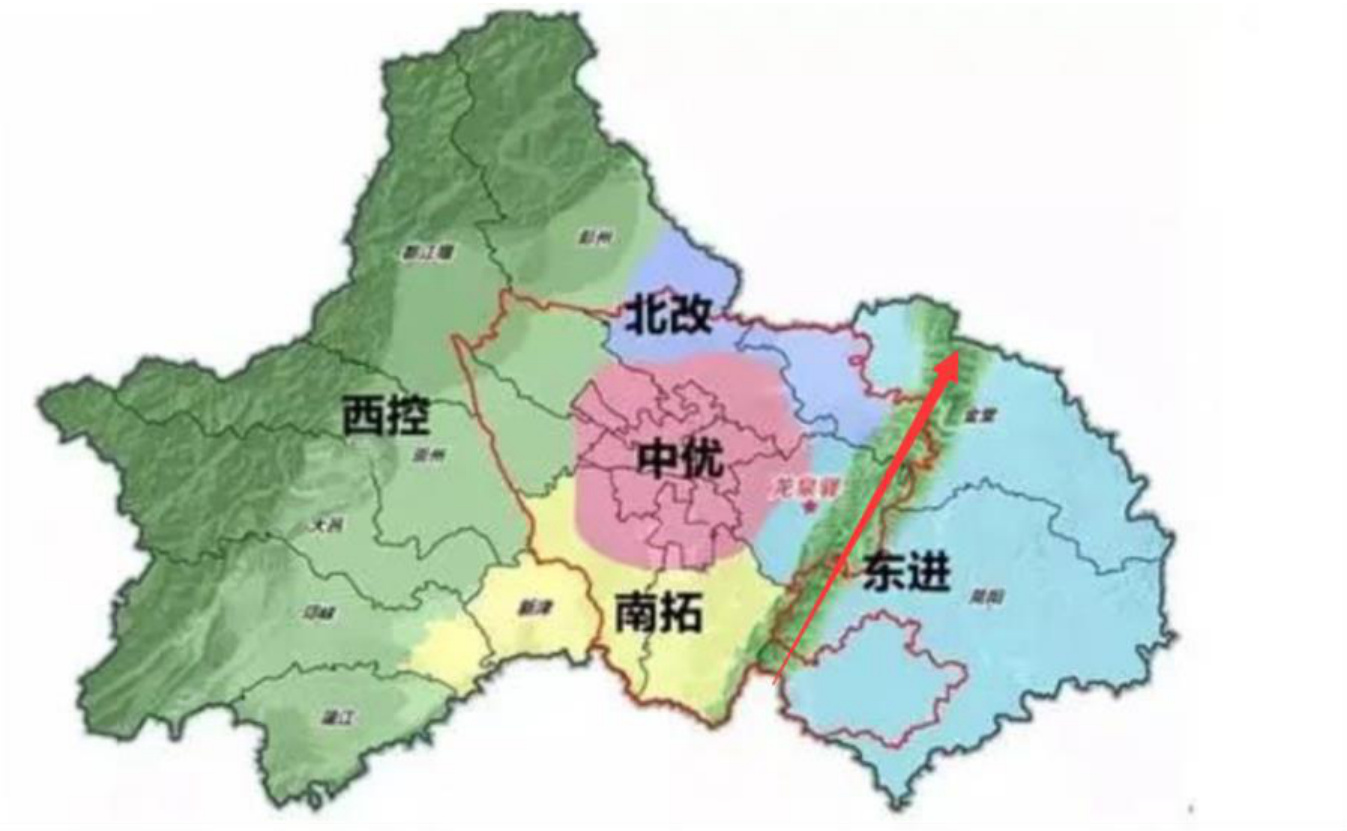 彭州
都江堰
北改
西控
金堂
崇州
中优
龙泉驿
大邑
东进
简阳
新津
邛崃
南拓
蒲江